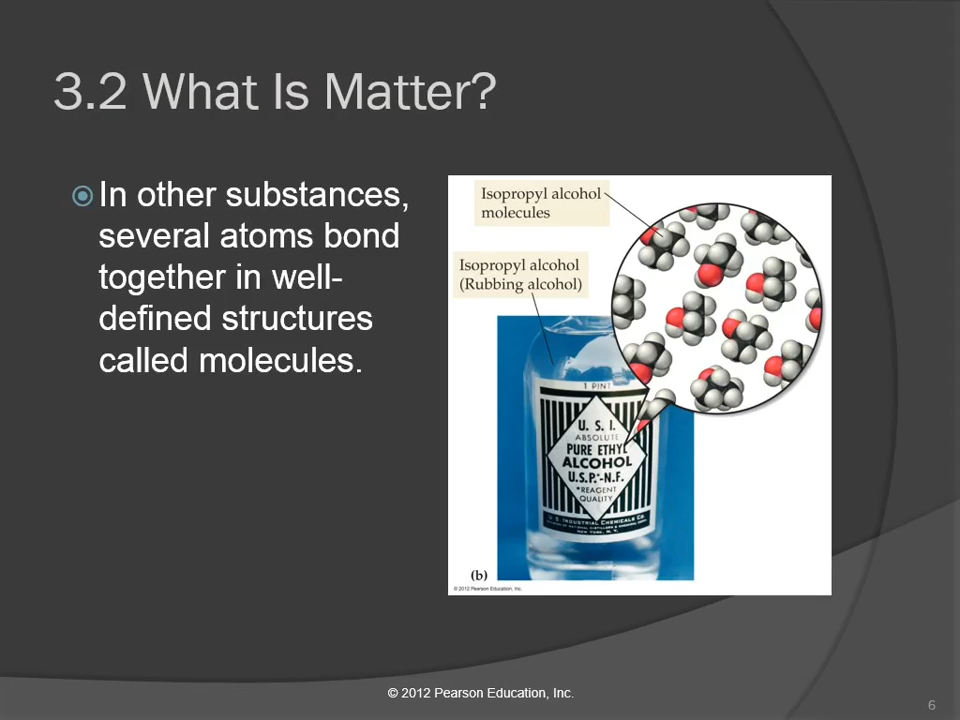 3.2 What Is Matter?
In other substances,
several atoms bond
together in well-
defined structures
called molecules.
Isopropyl alcohol
molecules
Isopropyl alcohol
(Rubbing alcohol)
1 PINT
U. S. I.
ABSOLUTE
PURE ETHYL
ALCOHOL
U.S.P.-N.F.
*REAGENT
QUALITY
U. S. INDUSTRIAL CHEMICALS CO.
NEW YORK, N. Y.
(b)
© 2012 Pearson Education, Inc.
© 2012 Pearson Education, Inc.
6